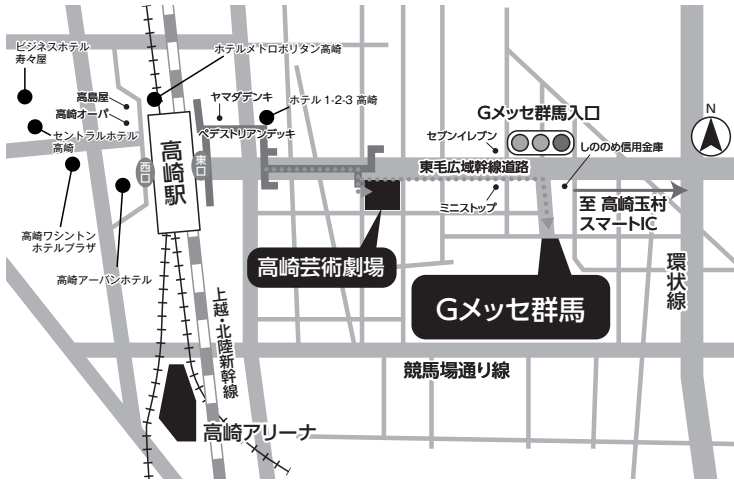 ビジネスホテル
寿々屋
ホテルメトロポリタン高崎
高島屋
高崎オーパ
セントラルホテル
高崎
ヤマダデンキ
ホテル 1-2-3 高崎
ペデストリアンデッキ
高崎駅
西口
東口
Gメッセ群馬入口
セブンイレブン
しののめ信用金庫
N
東毛広域幹線道路
ミニストップ
至 高崎玉村
スマートIC
高崎ワシントン
ホテルプラザ
高崎アーバンホテル
高崎芸術劇場
Gメッセ群馬
環状線
上越・北陸新幹線
競馬場通り線
高崎アリーナ